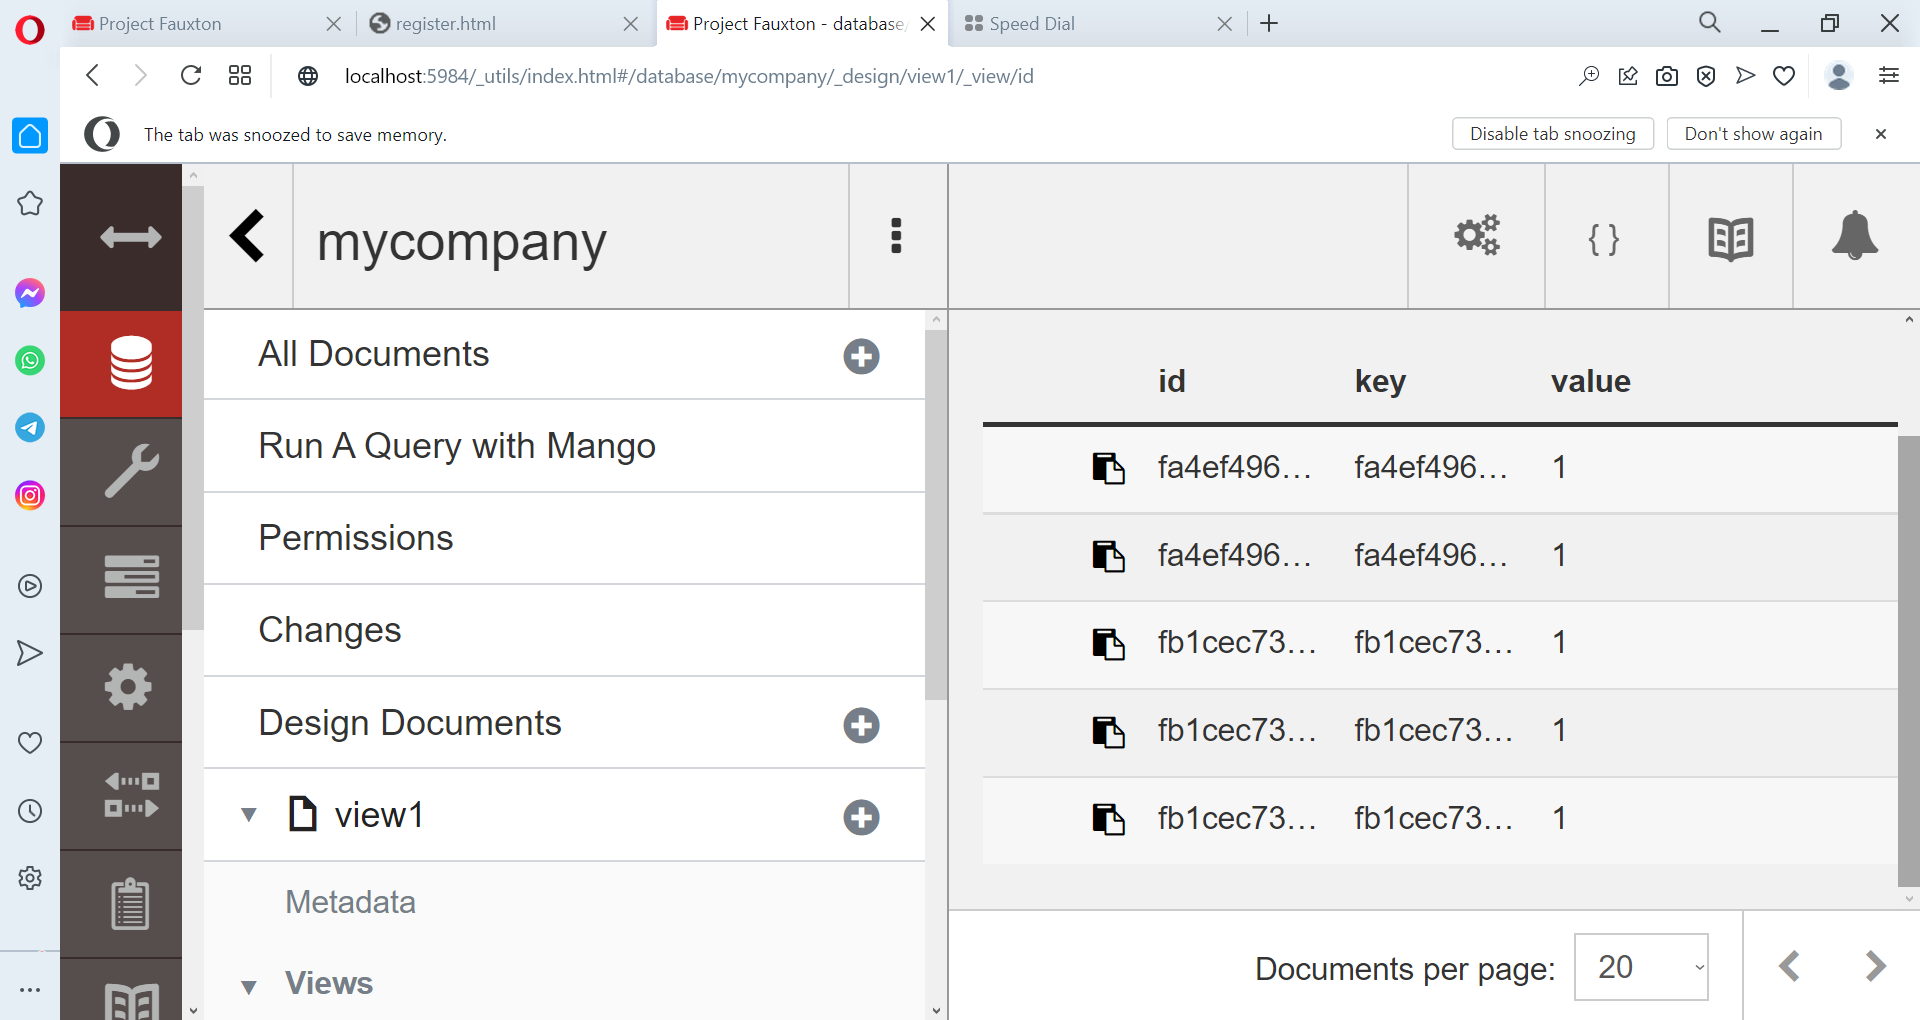 Project Fauxton
register.html
Project Fauxton - database/
Speed Dial
localhost:5984/_utils/index.html#/database/mycompany/_design/view1/_view/id
The tab was snoozed to save memory.
Disable tab snoozing
Don't show again
mycompany
{ }
All Documents
Run A Query with Mango
Permissions
Changes
Design Documents
view1
Metadata
Views
id key value
fa4ef496... fa4ef496... 1
fa4ef496... fa4ef496... 1
fb1cec73... fb1cec73... 1
fb1cec73... fb1cec73... 1
fb1cec73... fb1cec73... 1
Documents per page: 20